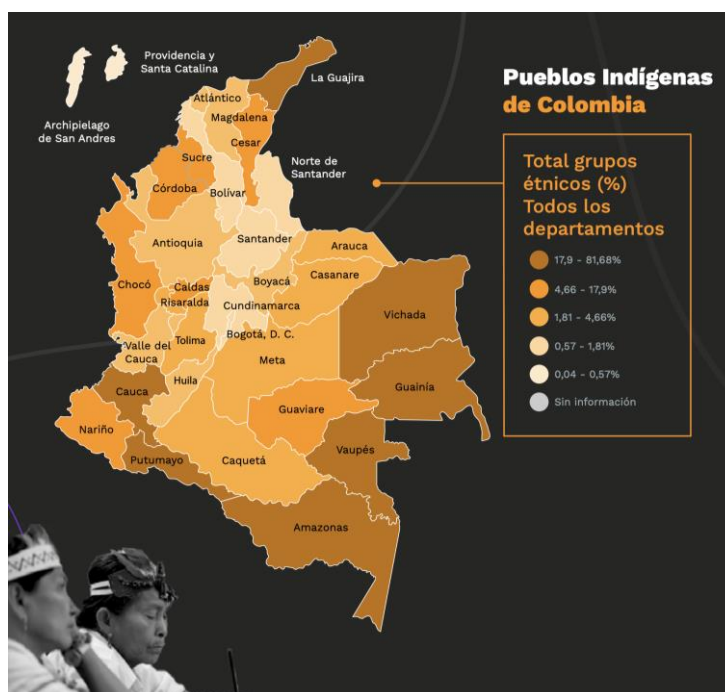 Providencia y
Santa Catalina
La Guajira
Archipielago
de San Andres
Atlántico
Magdalena
Cesar
Norte de
Santander
Sucre
Córdoba
Bolívar
Antioquia
Santander
Arauca
Chocó
Caldas
Risaralda
Boyacá
Casanare
Cundinamarca
Vichada
Bogotá, D. C.
Valle del
Cauca
Tolima
Meta
Huila
Cauca
Guainía
Guaviare
Nariño
Putumayo
Caquetá
Vaupés
Amazonas
Pueblos Indígenas
de Colombia
Total grupos
étnicos (%)
Todos los
departamentos
17,9 - 81,68%
4,66 - 17,9%
1,81 - 4,66%
0,57 - 1,81%
0,04 - 0,57%
Sin información